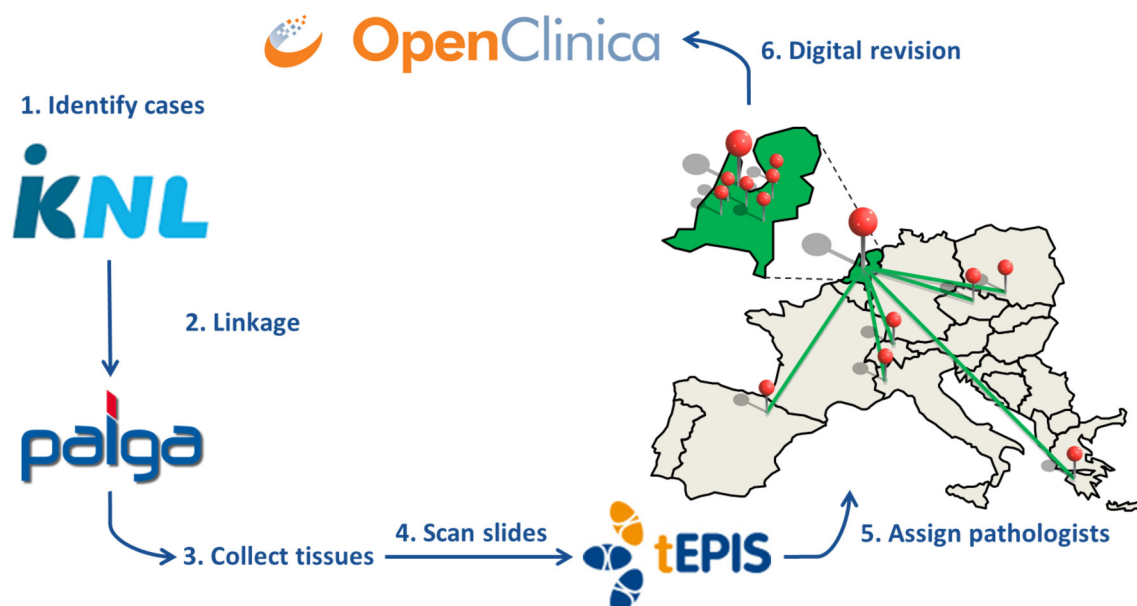 OpenClinica
6. Digital revision
1. Identify cases
iKNL
2. Linkage
palga
3. Collect tissues
4. Scan slides
tEPIS
5. Assign pathologists